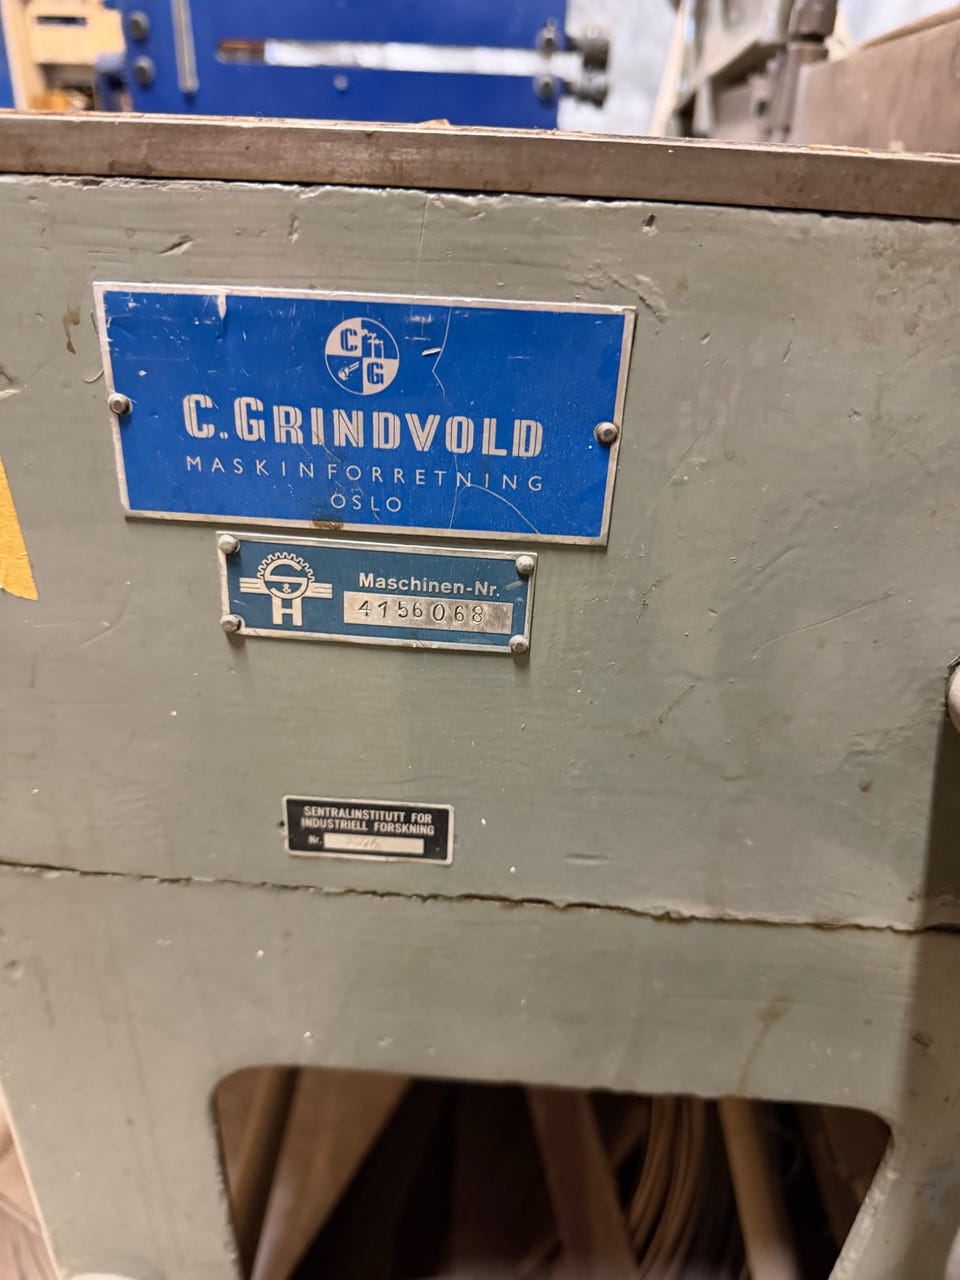 C G
C. GRINDVOLD
MASKINFORRETNING
OSLO
S & H
Maschinen-Nr.
4156068
SENTRALINSTITUTT FOR
INDUSTRIELL FORSKNING
Nr.